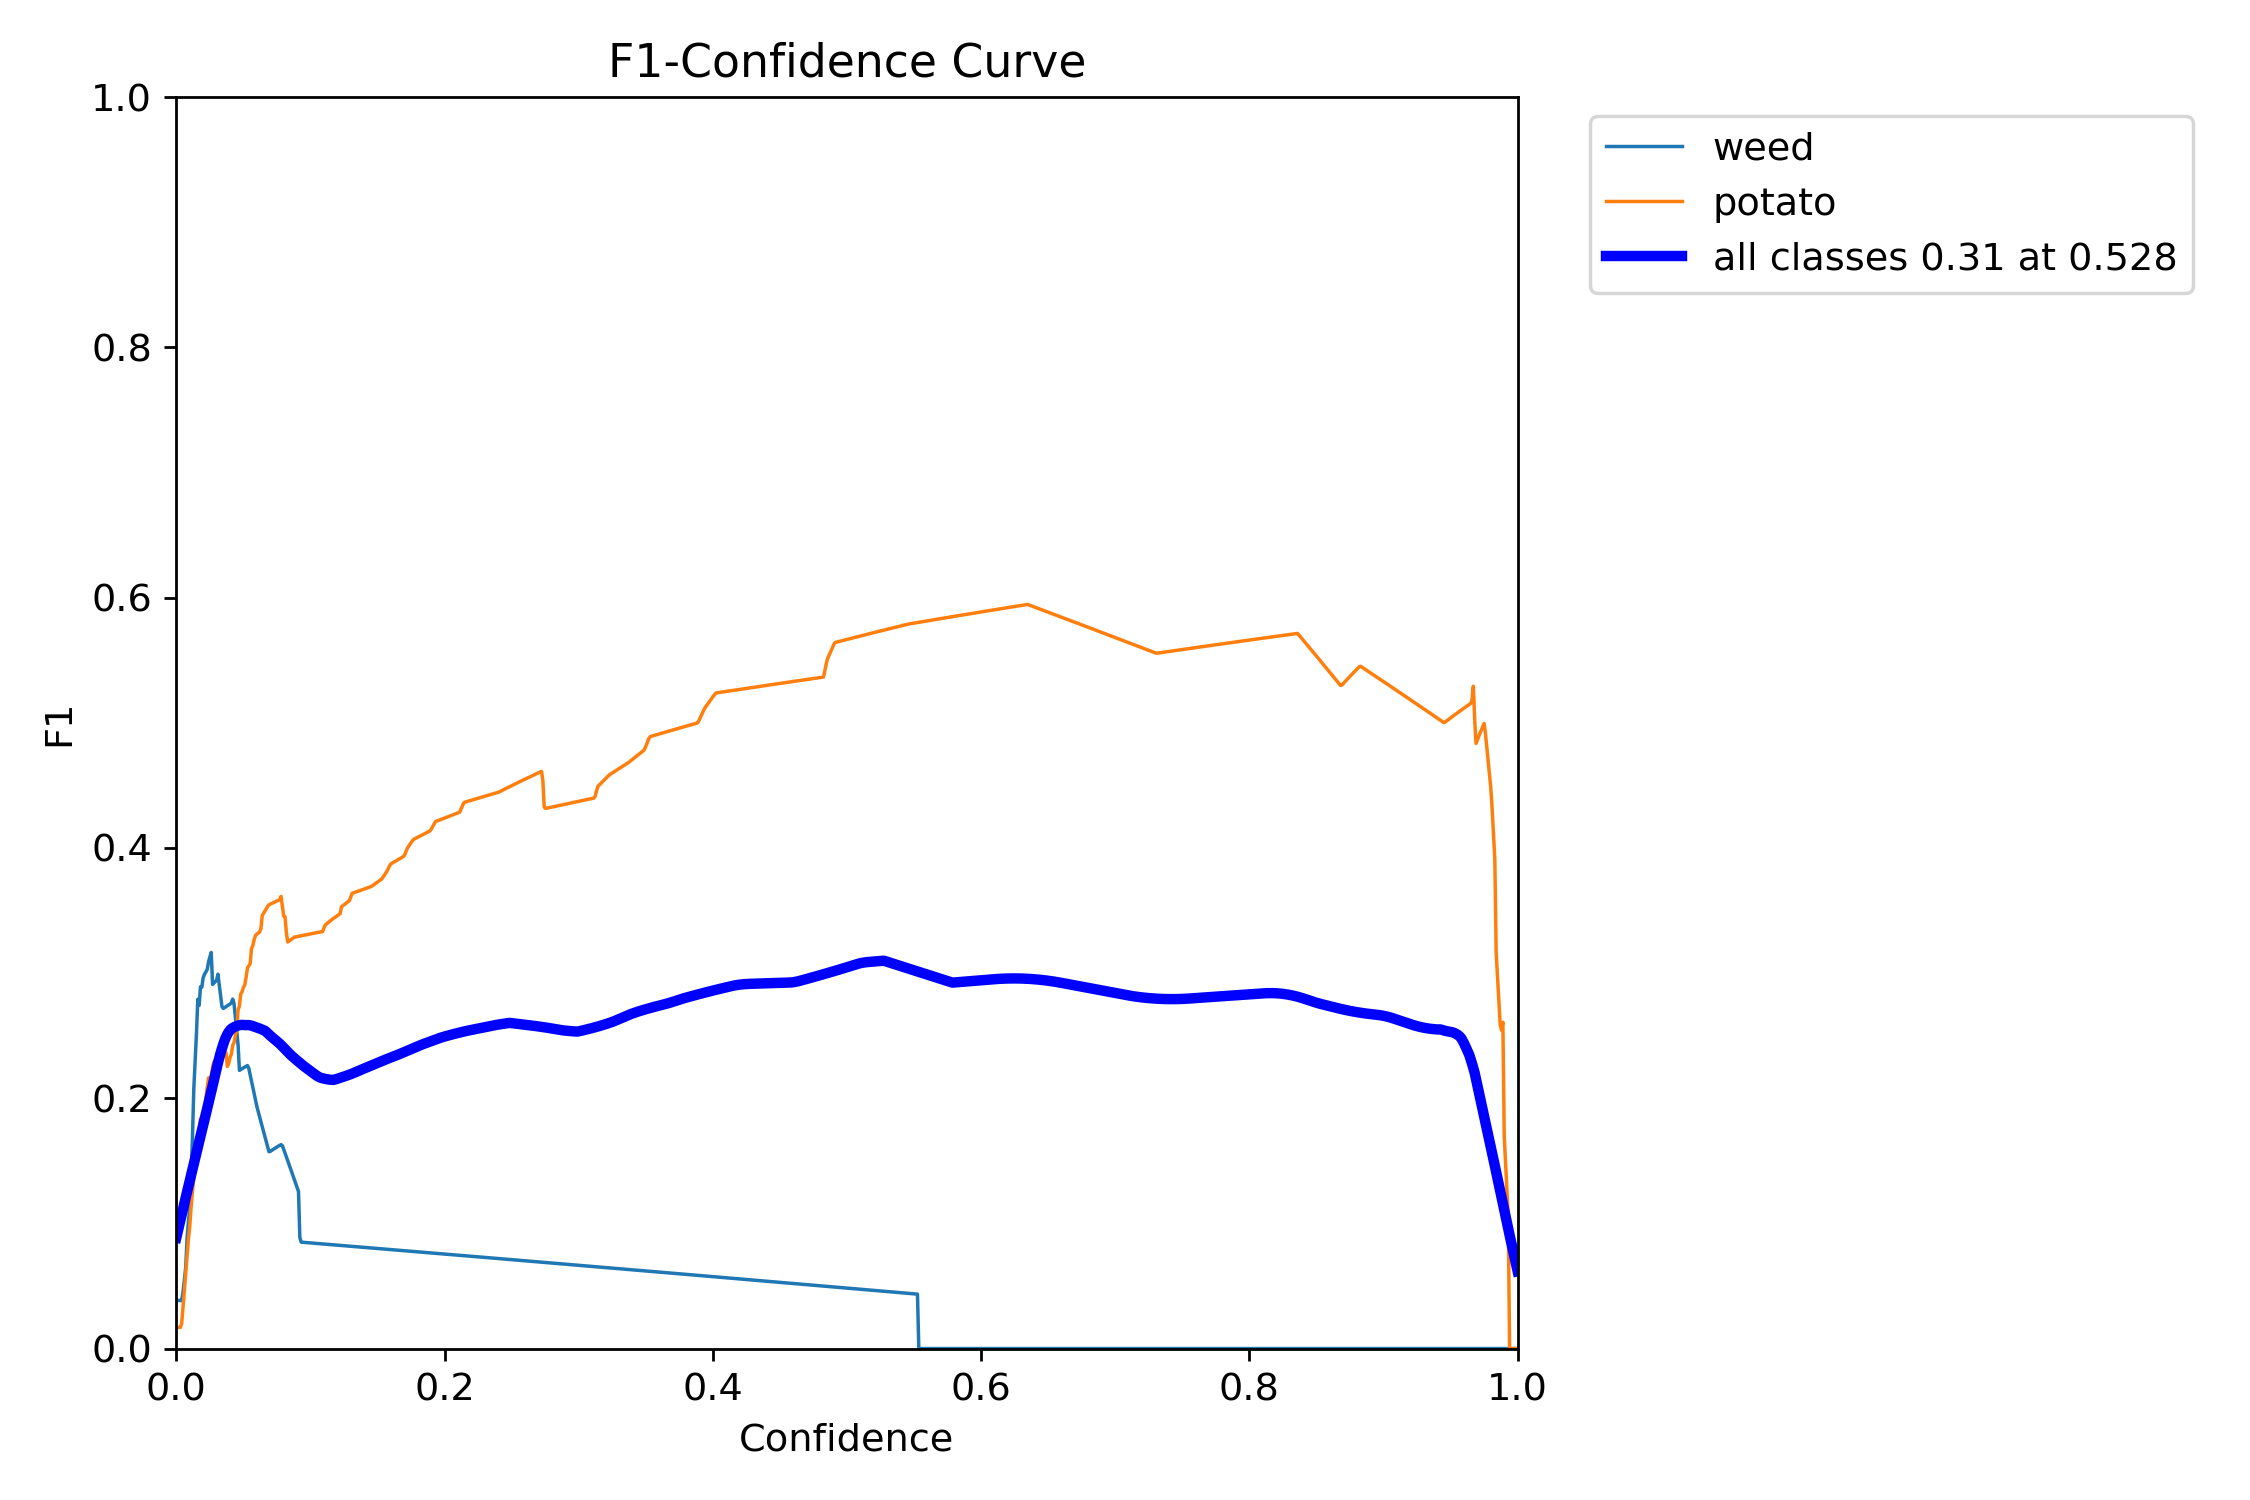 F1-Confidence Curve
1.0
0.8
0.6
0.4
0.2
0.0
F1
0.0 0.2 0.4 0.6 0.8 1.0
Confidence
weed
potato
all classes 0.31 at 0.528